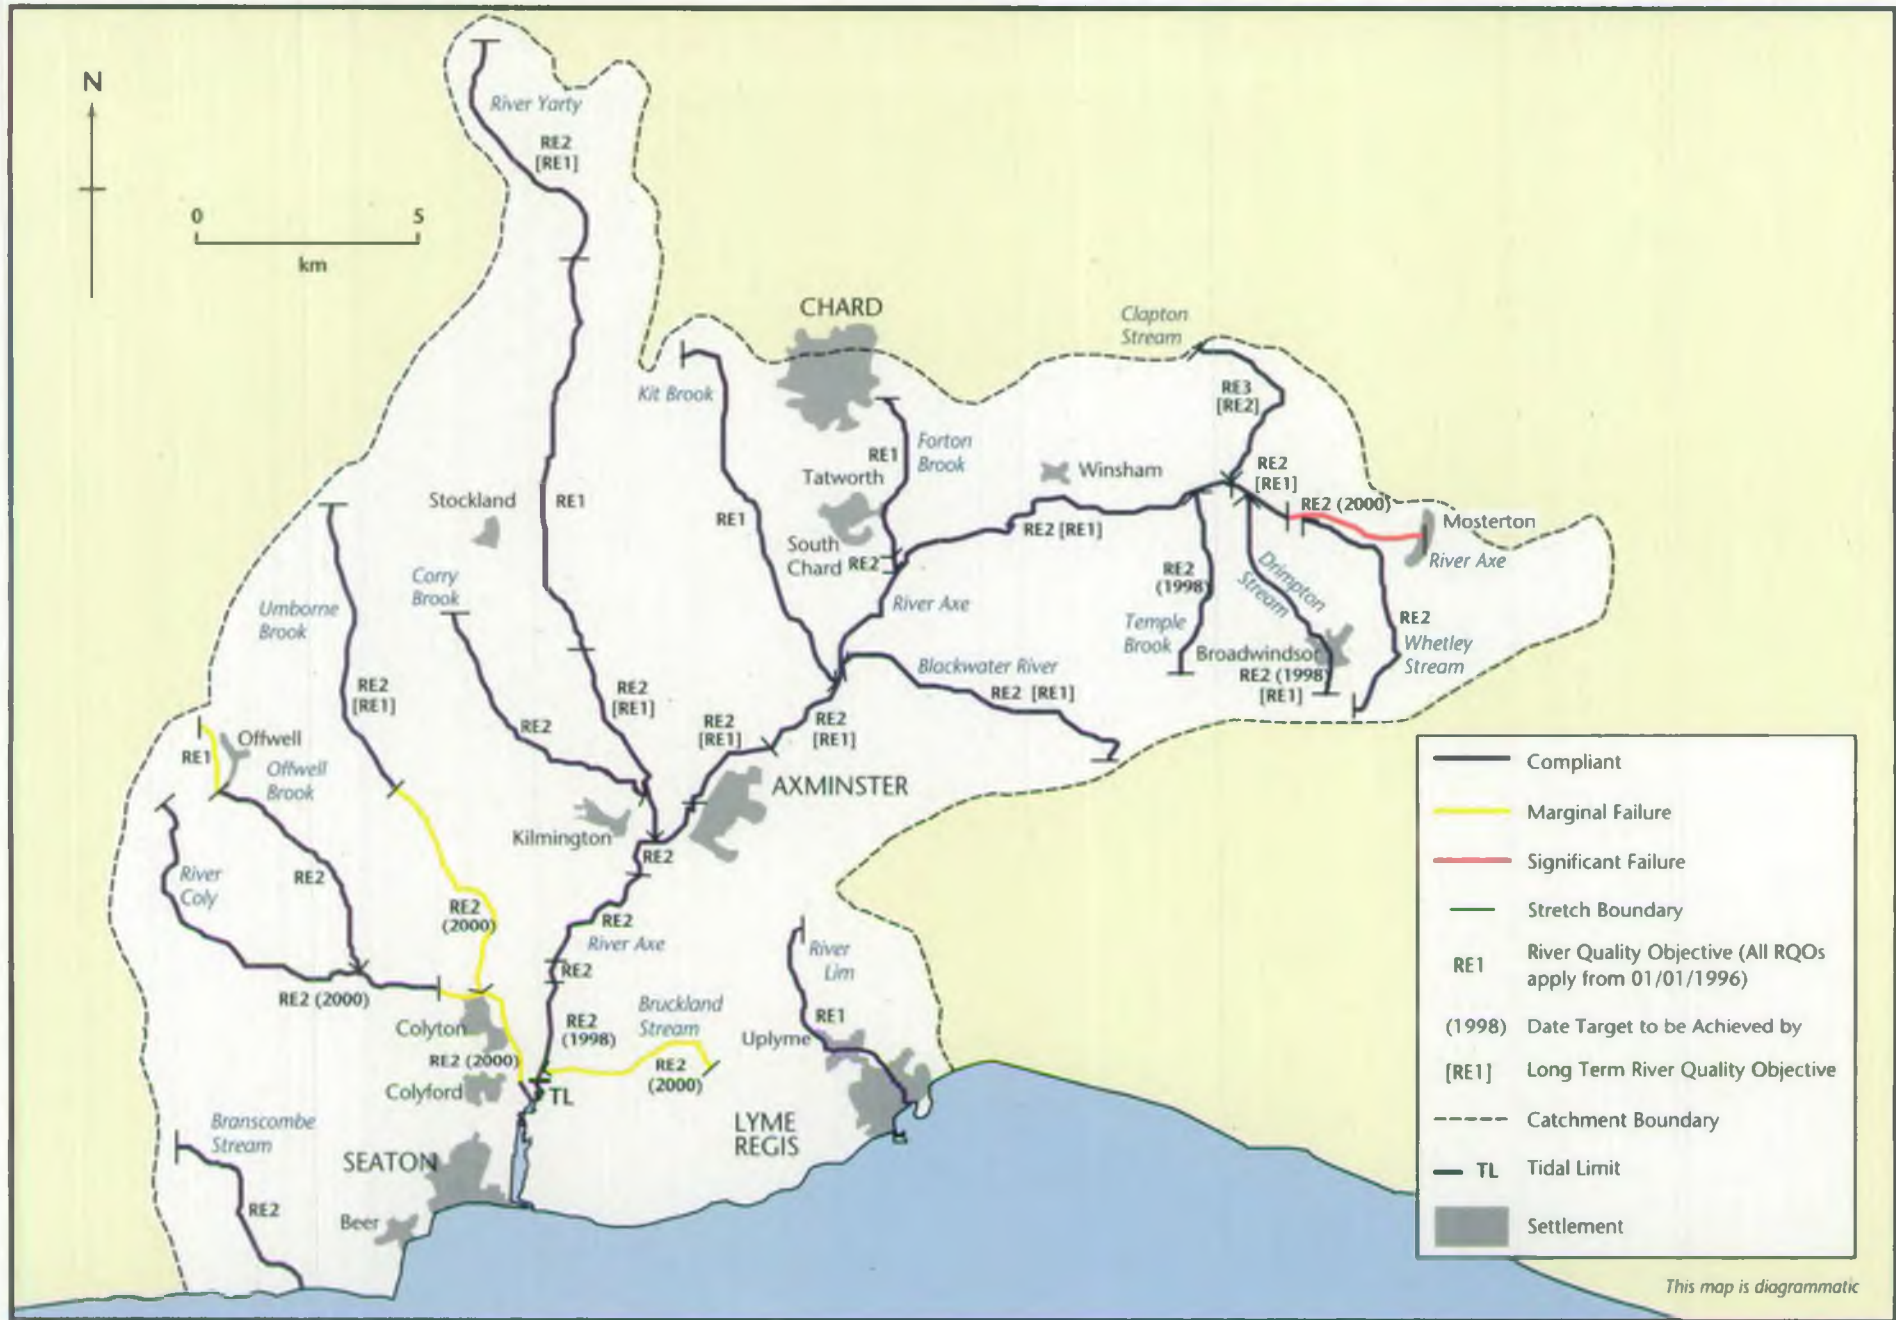 N
River Yarty
RE2
[RE1]
0 5
km
CHARD
Clapton
Stream
Kit Brook
RE3
[RE2]
RE1
Forton
Brook
Tatworth
Winsham
RE2
[RE1]
RE2 (2000)
Mosterton
River Axe
Stockland
RE1
RE1
RE2 [RE1]
South
Chard
RE2
RE2
(1998)
Drimpton
Stream
Corry
Brook
Umborne
Brook
River Axe
Temple
Brook
Broadwindsor
RE2 (1998)
[RE1]
RE2
Whetley
Stream
Blackwater River
RE2 [RE1]
RE2
[RE1]
RE2
[RE1]
RE2
RE2
[RE1]
RE2
[RE1]
RE1
Offwell
Offwell
Brook
AXMINSTER
Kilmington
RE2
River
Coly
RE2
RE2
(2000)
RE2
River Axe
River
Lim
RE2
RE2 (2000)
Colyton
RE2
(1998)
Bruckland
Stream
RE1
Uplyme
RE2 (2000)
RE2
(2000)
Colyford
TL
LYME
REGIS
Branscombe
Stream
SEATON
RE2
Beer
Compliant
Marginal Failure
Significant Failure
Stretch Boundary
RE1 River Quality Objective (All RQOs
apply from 01/01/1996)
(1998) Date Target to be Achieved by
[RE1] Long Term River Quality Objective
Catchment Boundary
TL Tidal Limit
Settlement
This map is diagrammatic